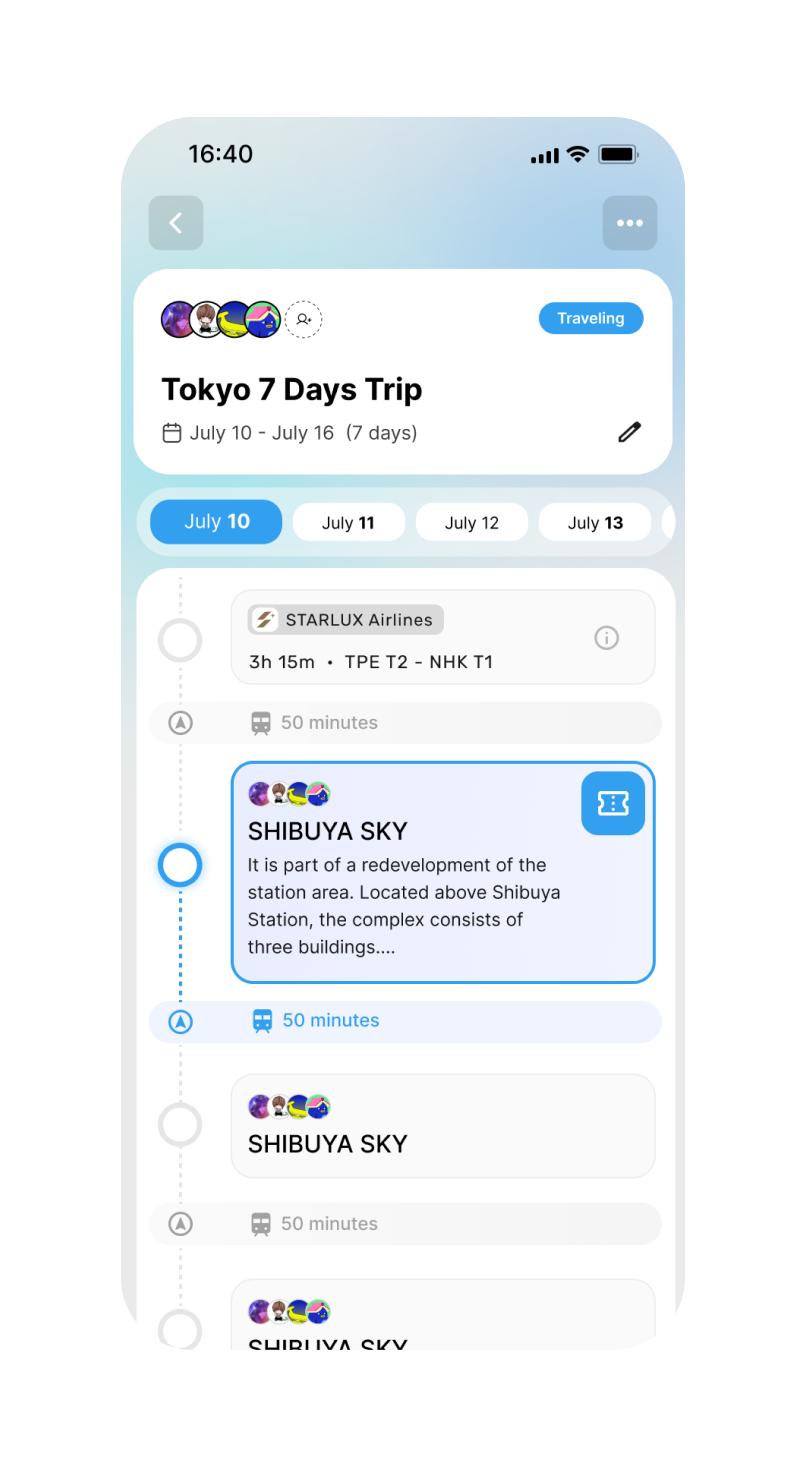 16:40
Traveling
Tokyo 7 Days Trip
July 10 - July 16 (7 days)
July 10
July 11
July 12
July 13
STARLUX Airlines
3h 15m • TPE T2 - NHK T1
50 minutes
SHIBUYA SKY
It is part of a redevelopment of the
station area. Located above Shibuya
Station, the complex consists of
three buildings....
50 minutes
SHIBUYA SKY
50 minutes
SHIBUYA SKY